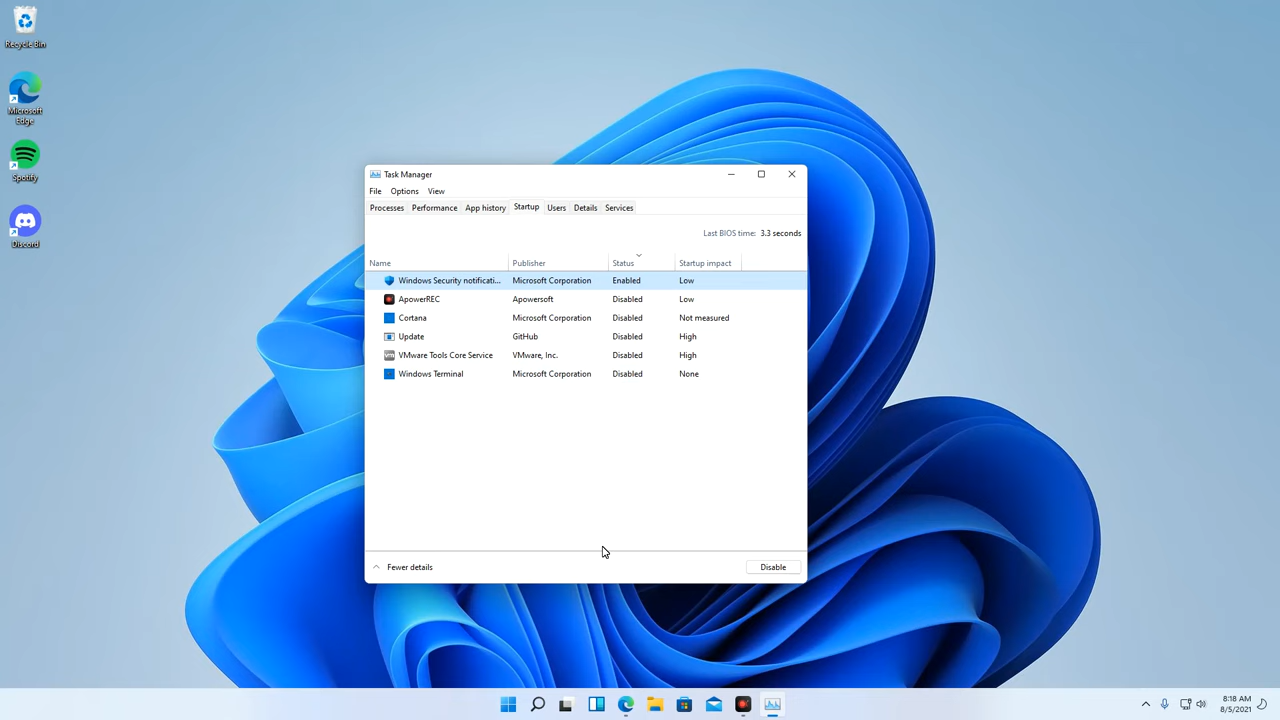 Recycle Bin
Microsoft
Edge
Spotify
Discord
Task Manager
File Options View
Processes Performance App history Startup Users Details Services
Last BIOS time: 3.3 seconds
Name Publisher Status Startup impact
Windows Security notificati... Microsoft Corporation Enabled Low
ApowerREC Apowersoft Disabled Low
Cortana Microsoft Corporation Disabled Not measured
Update GitHub Disabled High
vm VMware Tools Core Service VMware, Inc. Disabled High
Windows Terminal Microsoft Corporation Disabled None
Fewer details Disable
8:18 AM
8/5/2021